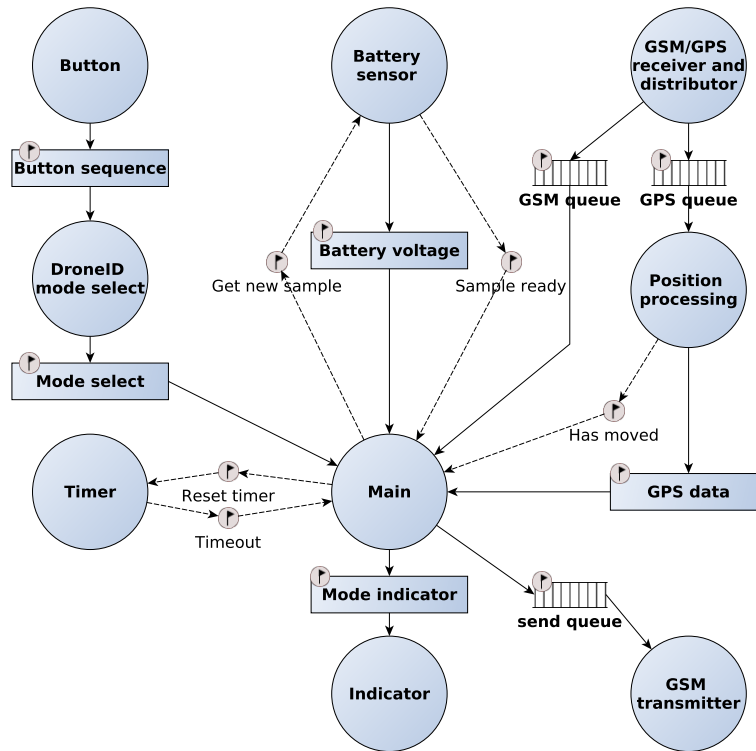 Button
Battery
sensor
GSM/GPS
receiver and
distributor
Button sequence
GSM queue
GPS queue
DroneID
mode select
Battery voltage
Get new sample
Sample ready
Position
processing
Mode select
Has moved
Timer
Reset timer
Timeout
Main
GPS data
Mode indicator
send queue
Indicator
GSM
transmitter